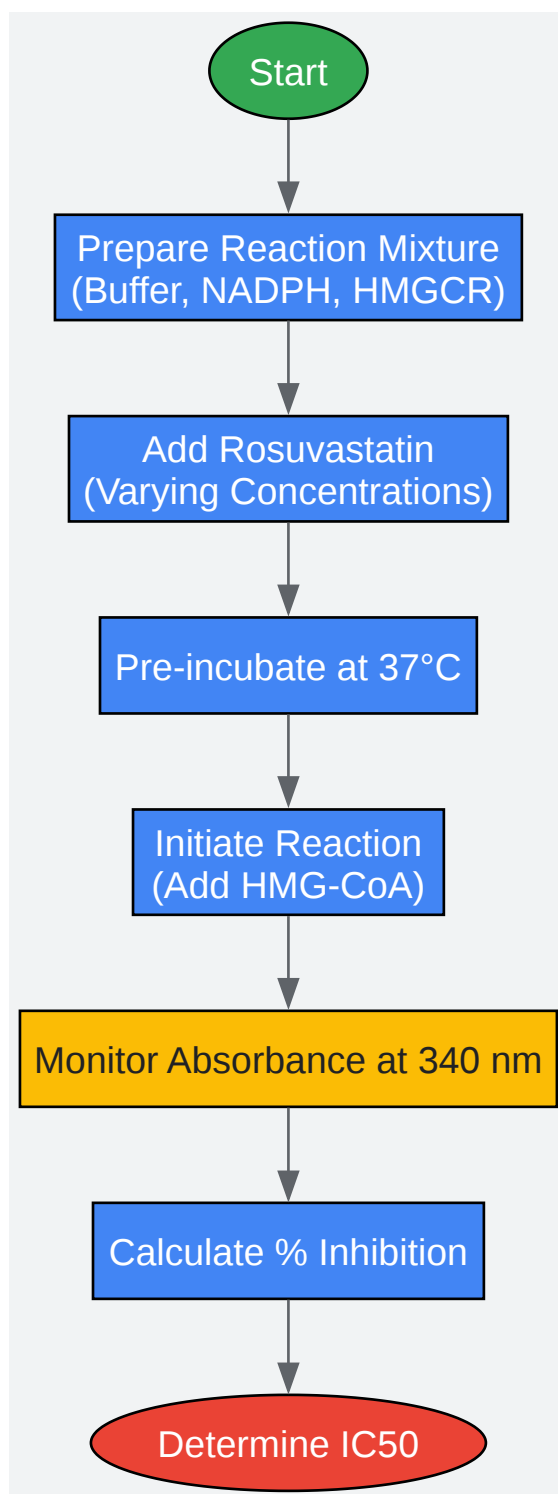 Start
Prepare Reaction Mixture
(Buffer, NADPH, HMGCR)
Add Rosuvastatin
(Varying Concentrations)
Pre-incubate at 37°C
Initiate Reaction
(Add HMG-CoA)
Monitor Absorbance at 340 nm
Calculate % Inhibition
Determine IC50